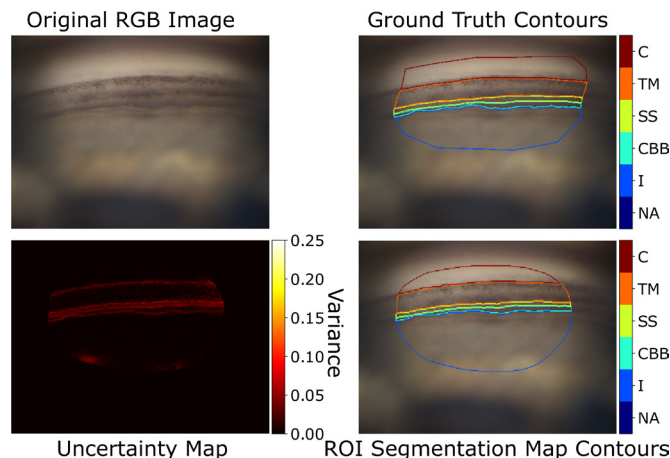 Original RGB Image
Ground Truth Contours
C
TM
SS
CBB
I
NA
0.25
0.20
0.15
0.10
0.05
0.00
Variance
C
TM
SS
CBB
I
NA
Uncertainty Map
ROI Segmentation Map Contours